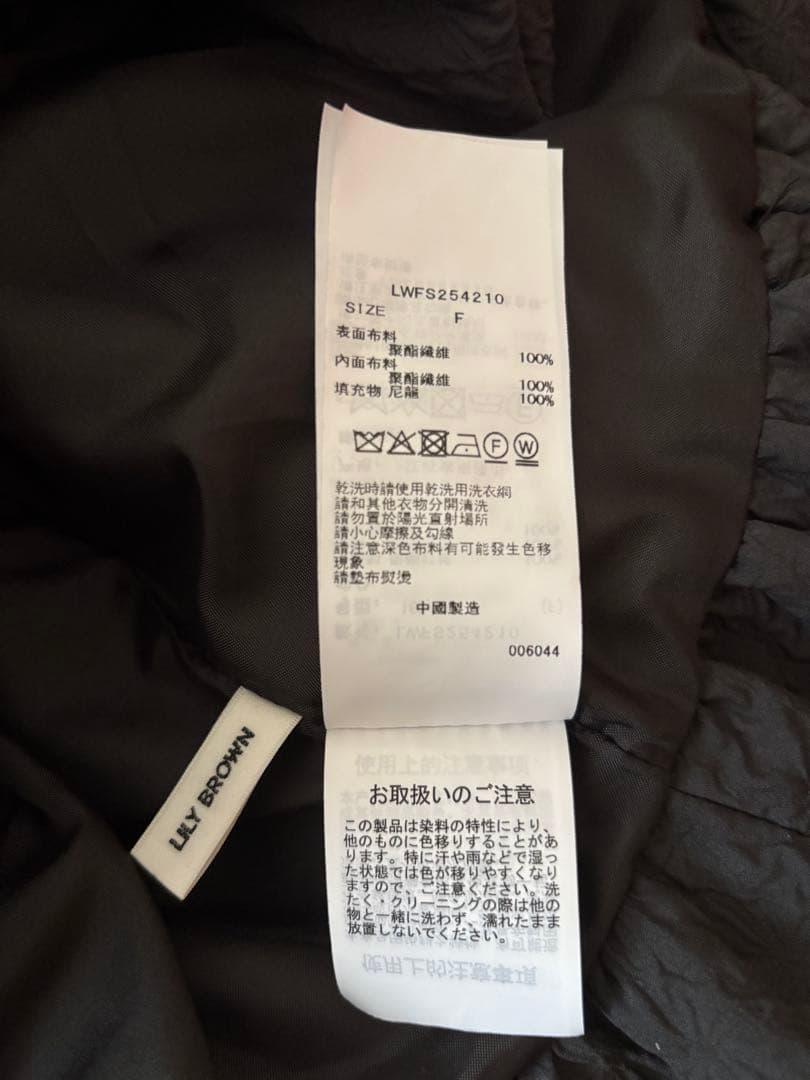 LWFS254210
SIZE F
表面布料
聚酯纖維 100%
內面布料
聚酯纖維 100%
填充物 尼龍 100%
F W
乾洗時請使用乾洗用洗衣網
請和其他衣物分開清洗
請勿置於陽光直射場所
請小心摩擦及勾線
請注意深色布料有可能發生色移
現象
請墊布熨燙
中國製造
006044
LILY BROWN
お取扱いのご注意
この製品は染料の特性により、
他のものに色移りすることがあ
ります。特に汗や雨などで湿っ
た状態では色が移りやすくなり
ますので、ご注意ください。洗
たく・クリーニングの際は他の
物と一緒に洗わず、濡れたまま
放置しないでください。